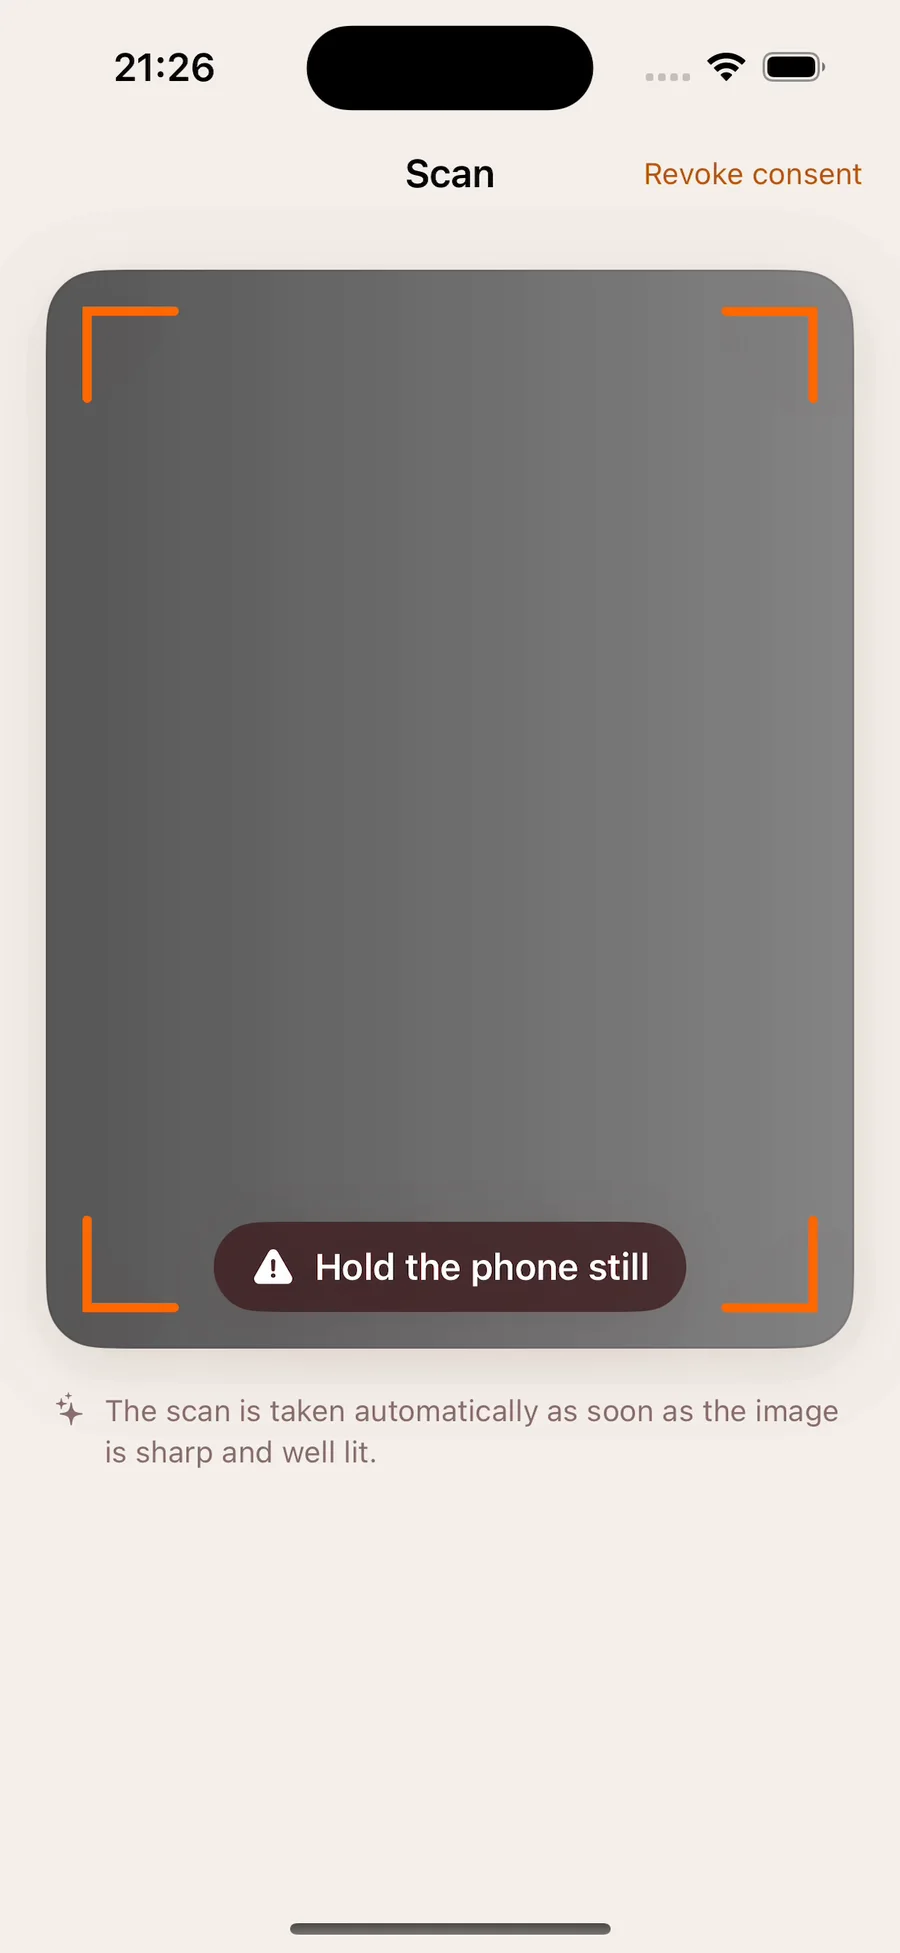 21:26
Scan
Revoke consent
Hold the phone still
The scan is taken automatically as soon as the image
is sharp and well lit.